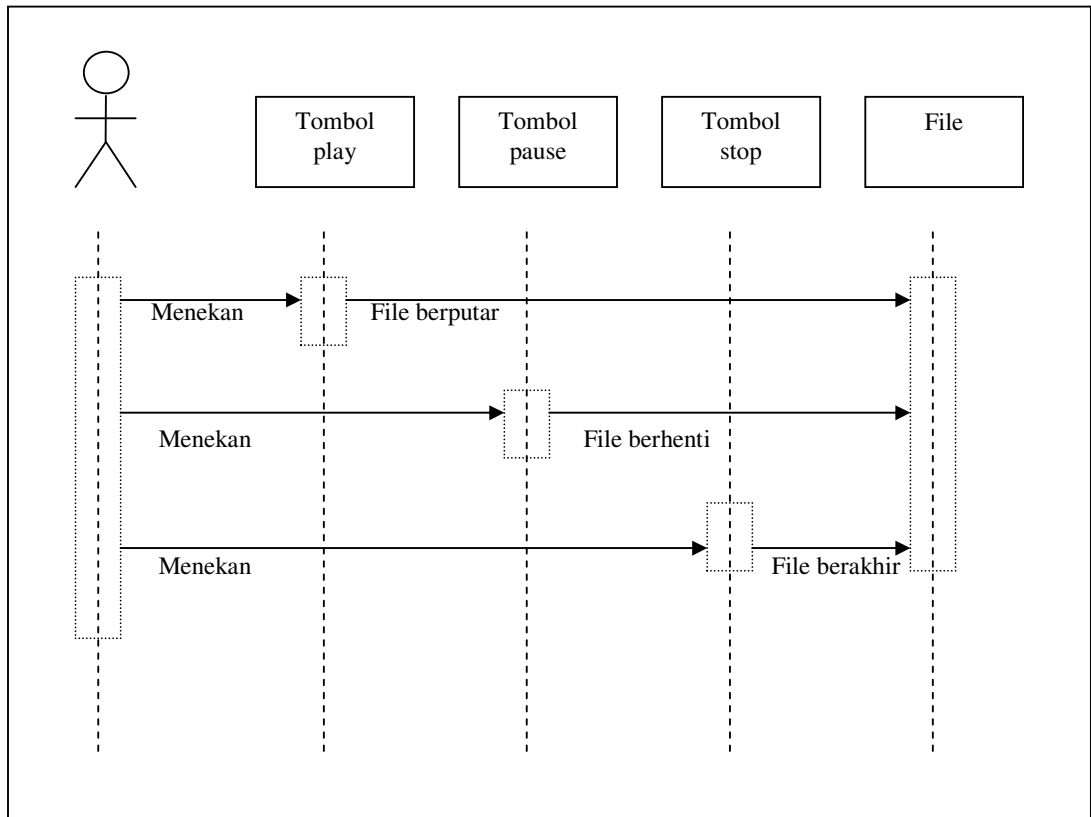 Tombol
play
Tombol
pause
Tombol
stop
File
Menekan
File berputar
Menekan
File berhenti
Menekan
File berakhir